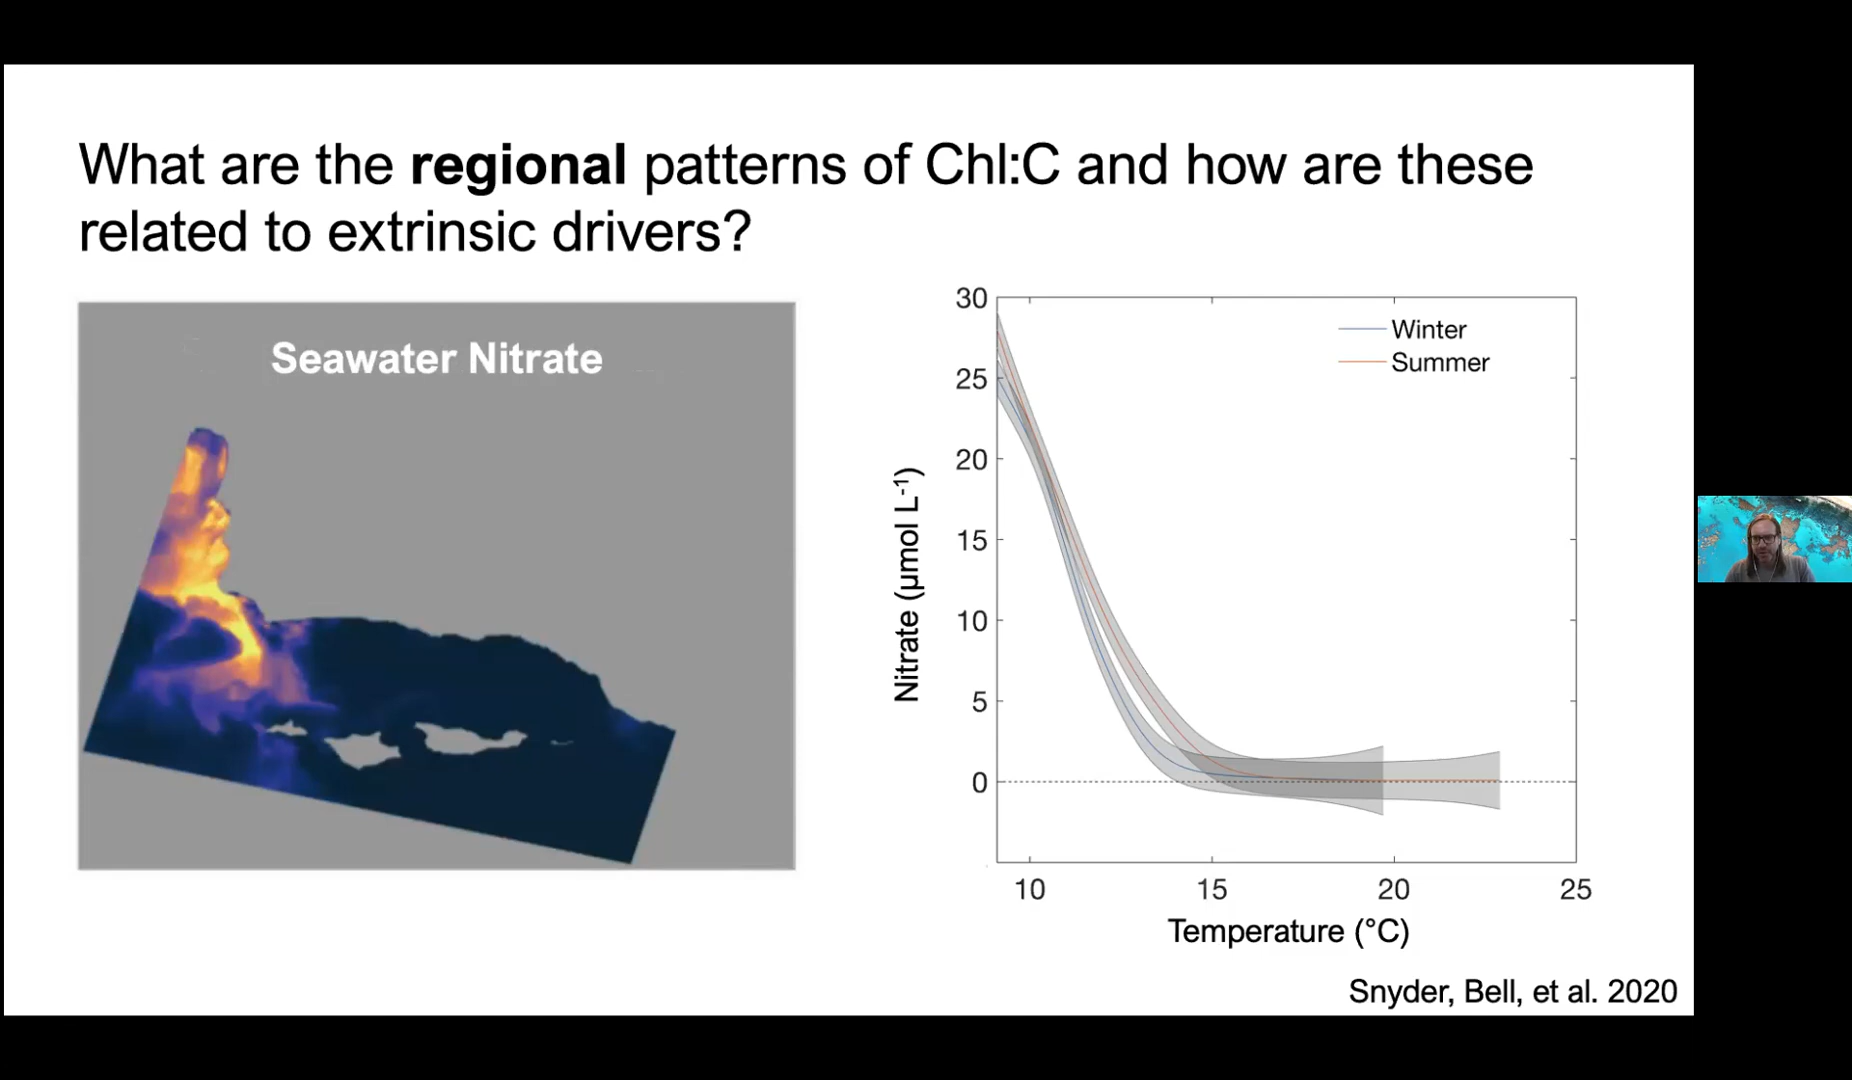 What are the regional patterns of Chl:C and how are these
related to extrinsic drivers?
Seawater Nitrate
30
25
20
15
10
5
0
Nitrate (µmol L⁻¹)
Winter
Summer
10
15
20
25
Temperature (°C)
Snyder, Bell, et al. 2020